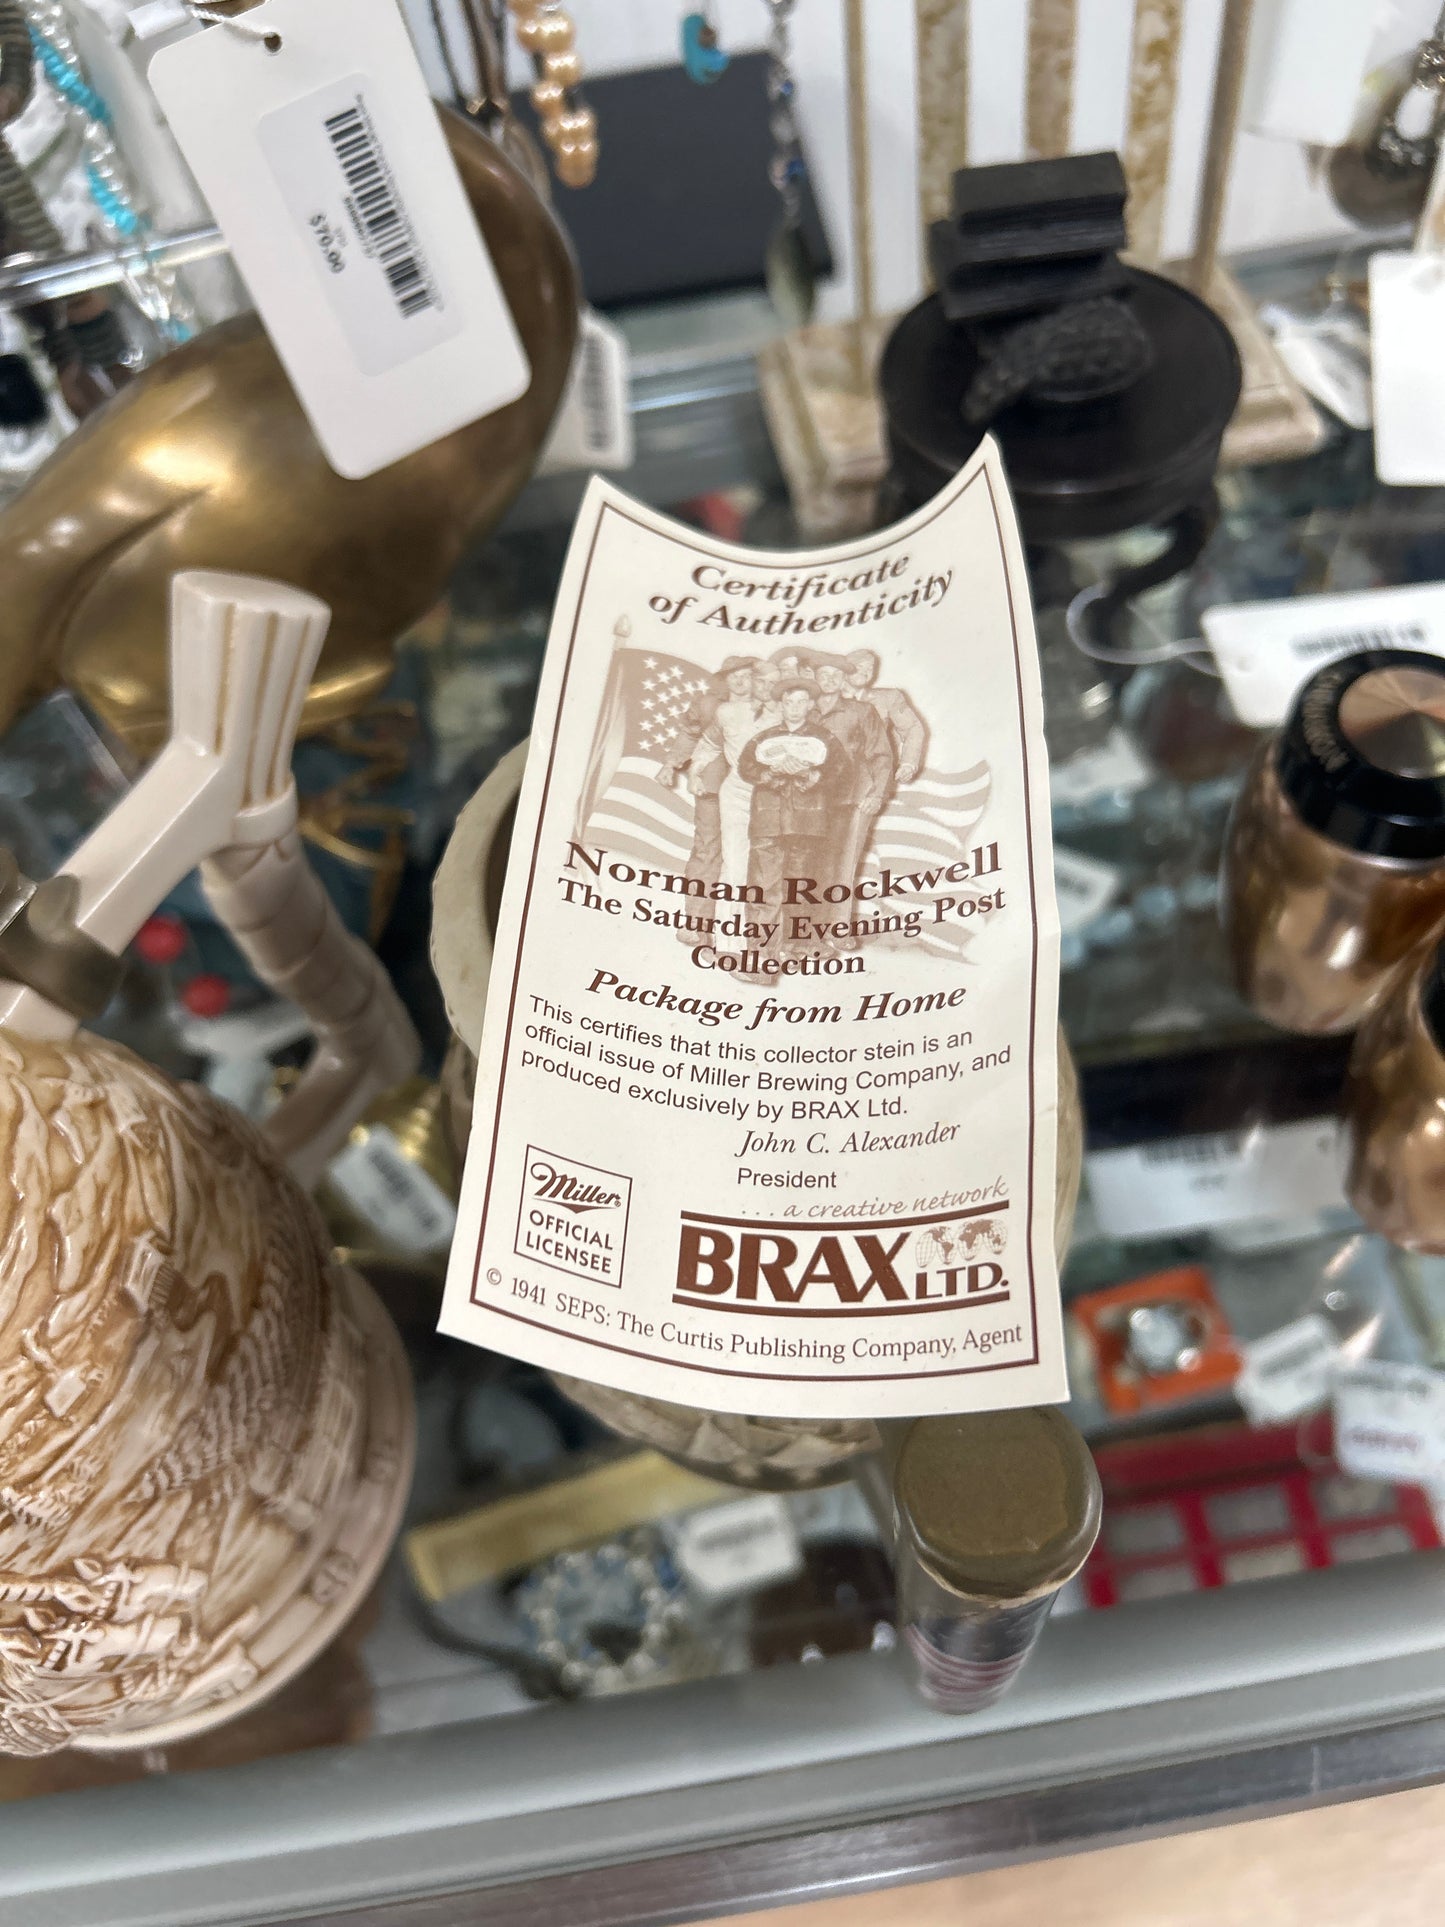 $70.00
Certificate
of Authenticity
Norman Rockwell
The Saturday Evening Post
Collection
Package from Home
This certifies that this collector stein is an
official issue of Miller Brewing Company, and
produced exclusively by BRAX Ltd.
John C. Alexander
President
Miller
OFFICIAL
LICENSEE
... a creative network
BRAX LTD.
© 1941 SEPS: The Curtis Publishing Company, Agent